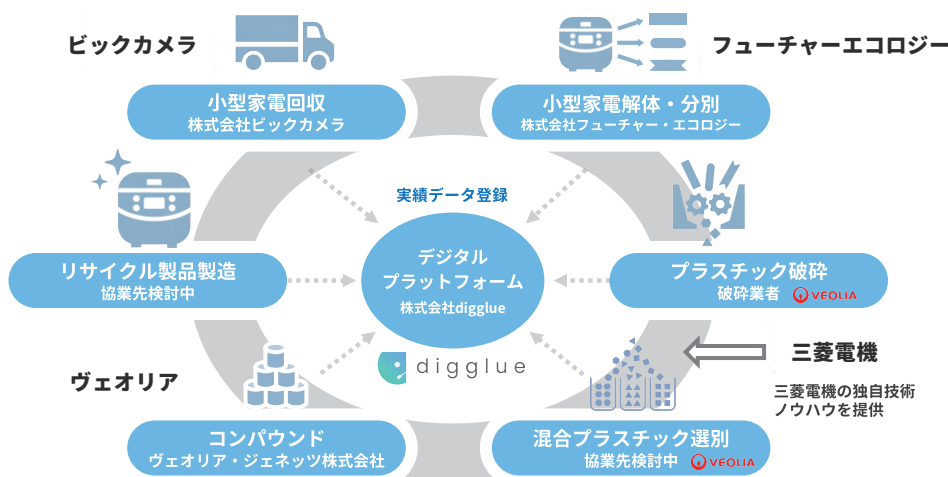 ビックカメラ
フューチャーエコロジー
小型家電回収
株式会社ビックカメラ
小型家電解体・分別
株式会社フューチャー・エコロジー
実績データ登録
リサイクル製品製造
協業先検討中
デジタル
プラットフォーム
株式会社digglue
プラスチック破砕
破砕業者 VEOLIA
digglue
三菱電機
三菱電機の独自技術
ノウハウを提供
ヴェオリア
コンパウンド
ヴェオリア・ジェネッツ株式会社
混合プラスチック選別
協業先検討中 VEOLIA